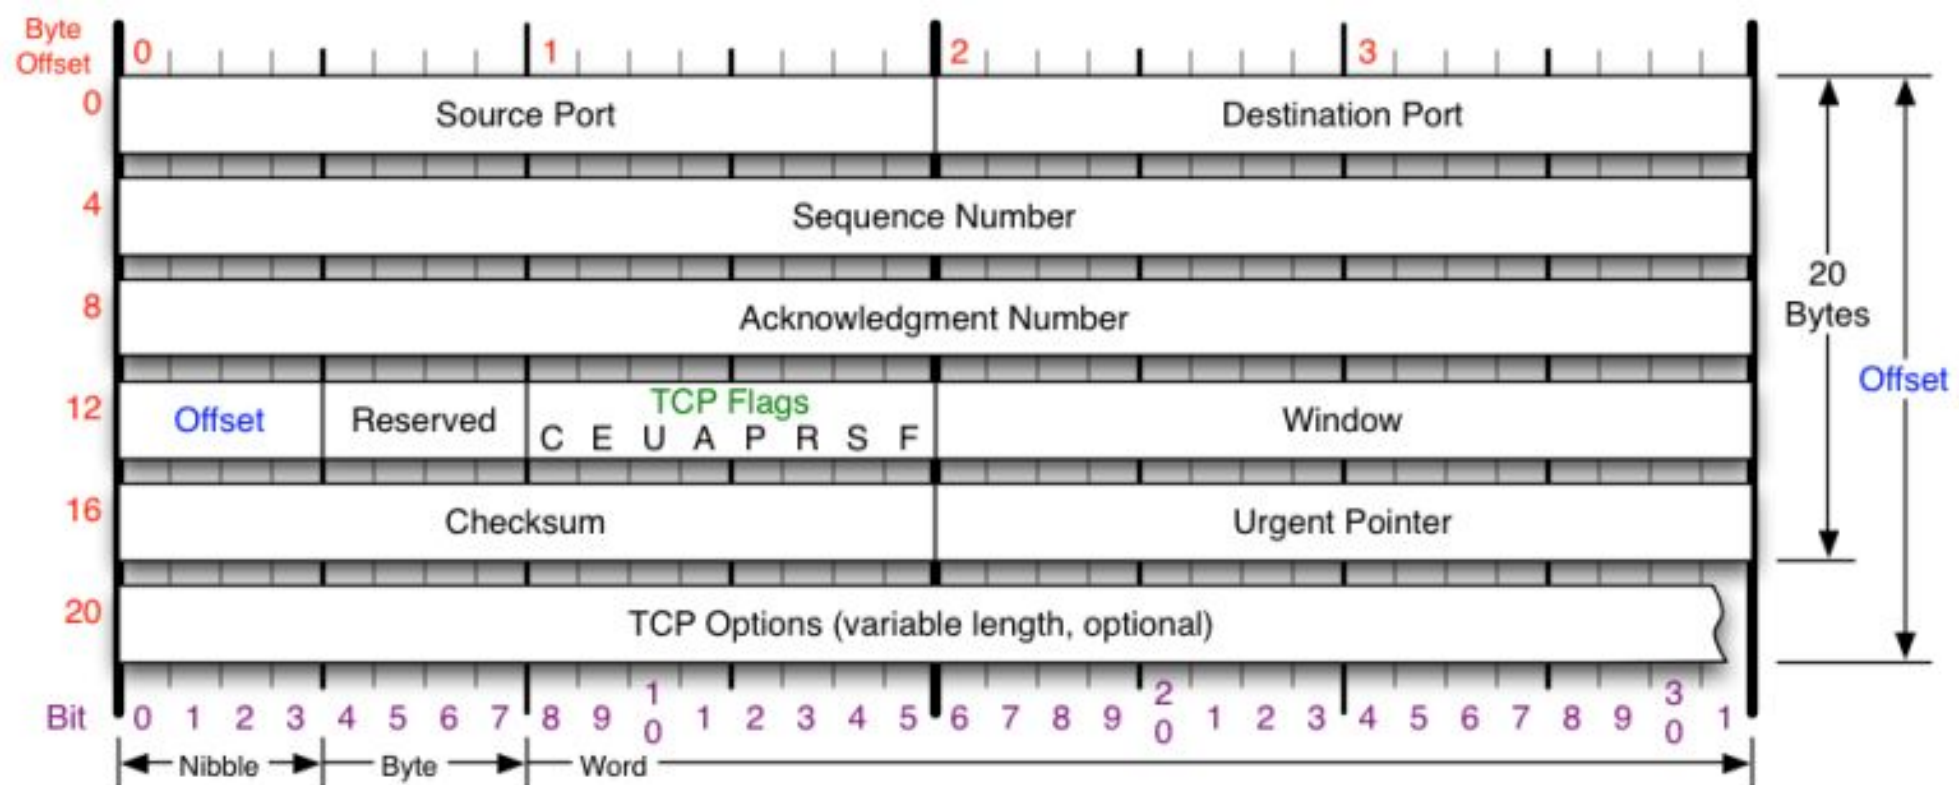 Byte
Offset
0 1 2 3
0
Source Port Destination Port
4
Sequence Number
8
Acknowledgment Number
20
Bytes
Offset
12
Offset Reserved TCP Flags Window
C E U A P R S F
16
Checksum Urgent Pointer
20
TCP Options (variable length, optional)
Bit 0 1 2 3 4 5 6 7 8 9 10 1 2 3 4 5 6 7 8 9 20 1 2 3 4 5 6 7 8 9 30 1
Nibble Byte Word